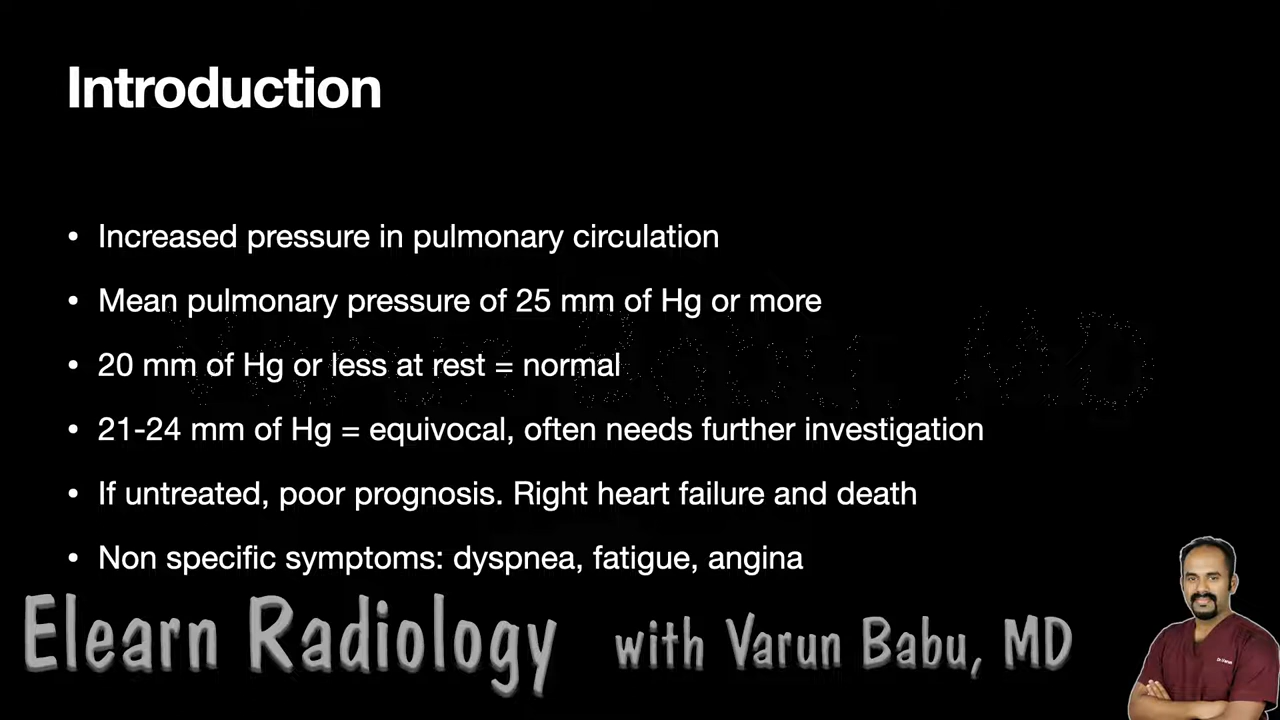 Introduction
• Increased pressure in pulmonary circulation
• Mean pulmonary pressure of 25 mm of Hg or more
• 20 mm of Hg or less at rest = normal
• 21-24 mm of Hg = equivocal, often needs further investigation
• If untreated, poor prognosis. Right heart failure and death
• Non specific symptoms: dyspnea, fatigue, angina
Elearn Radiology with Varun Babu, MD